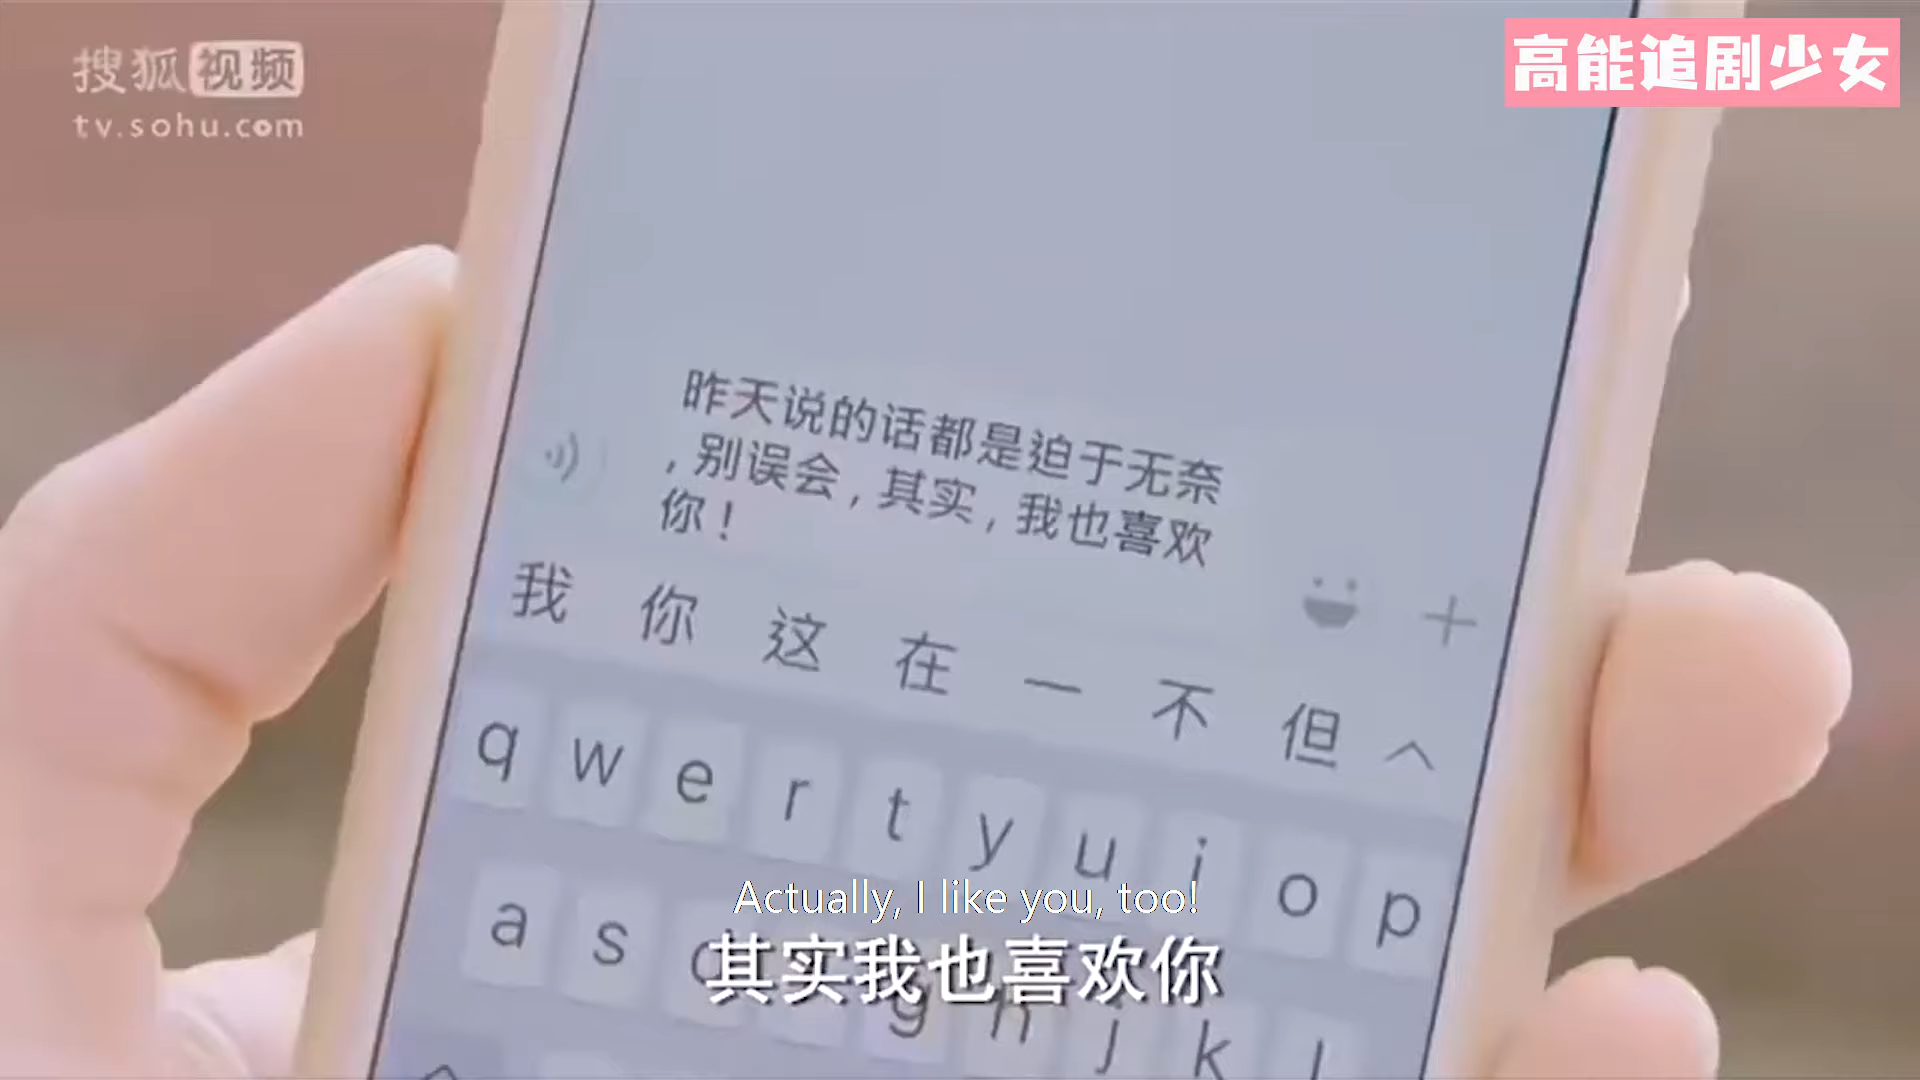 搜狐视频
tv.sohu.com
高能追剧少女
昨天说的话都是迫于无奈
，别误会，其实，我也喜欢
你！
我 你 这 在 一 不 但
q w e r t y u i o p
a s d g h j k l
Actually, I like you, too!
其实我也喜欢你